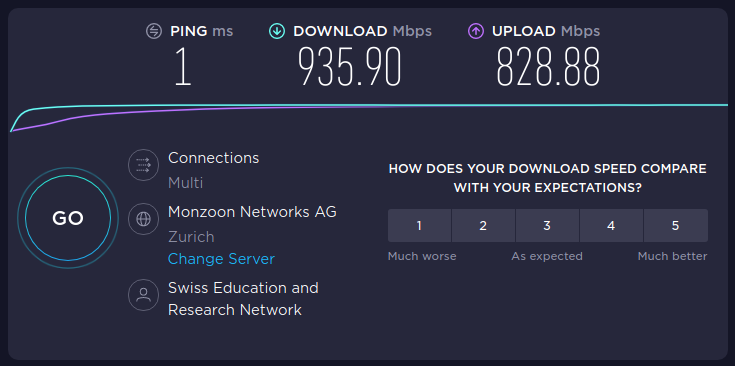 PING ms
DOWNLOAD Mbps
UPLOAD Mbps
1
935.90
828.88
Connections
Multi
GO
Monzoon Networks AG
Zurich
Change Server
Swiss Education and
Research Network
HOW DOES YOUR DOWNLOAD SPEED COMPARE
WITH YOUR EXPECTATIONS?
1 2 3 4 5
Much worse As expected Much better